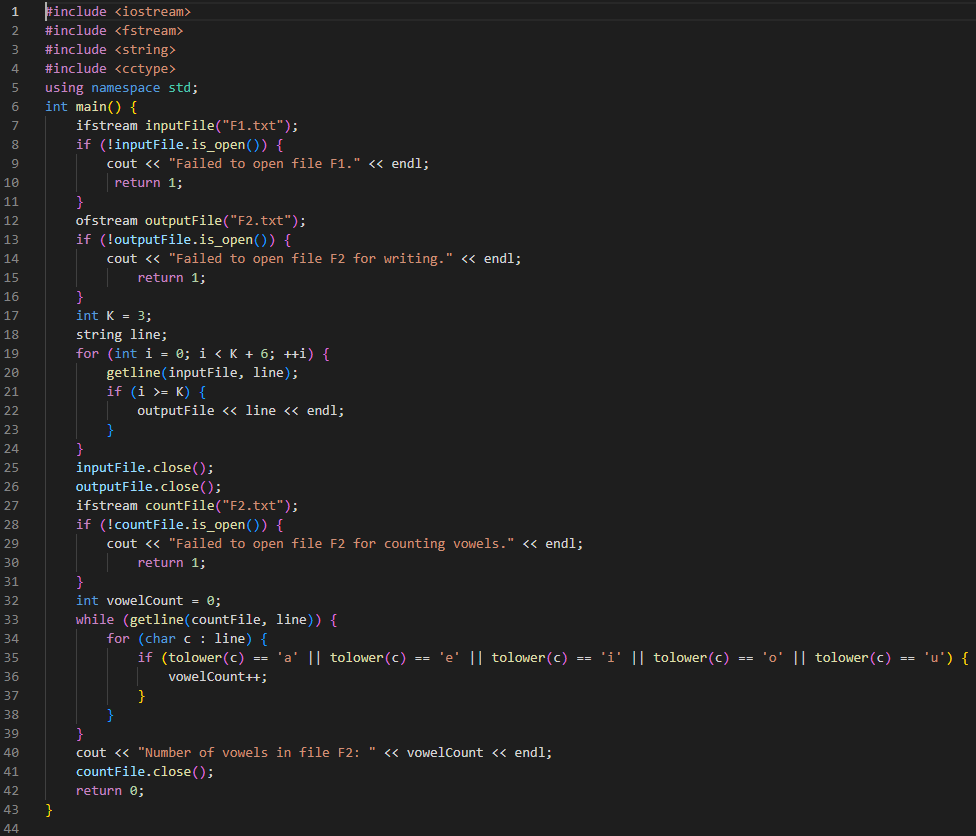 1 #include <iostream>
2 #include <fstream>
3 #include <string>
4 #include <cctype>
5 using namespace std;
6 int main() {
7     ifstream inputFile("F1.txt");
8     if (!inputFile.is_open()) {
9         cout << "Failed to open file F1." << endl;
10          return 1;
11     }
12     ofstream outputFile("F2.txt");
13     if (!outputFile.is_open()) {
14         cout << "Failed to open file F2 for writing." << endl;
15             return 1;
16     }
17     int K = 3;
18     string line;
19     for (int i = 0; i < K + 6; ++i) {
20         getline(inputFile, line);
21         if (i >= K) {
22             outputFile << line << endl;
23         }
24     }
25     inputFile.close();
26     outputFile.close();
27     ifstream countFile("F2.txt");
28     if (!countFile.is_open()) {
29         cout << "Failed to open file F2 for counting vowels." << endl;
30             return 1;
31     }
32     int vowelCount = 0;
33     while (getline(countFile, line)) {
34         for (char c : line) {
35             if (tolower(c) == 'a' || tolower(c) == 'e' || tolower(c) == 'i' || tolower(c) == 'o' || tolower(c) == 'u') {
36                 vowelCount++;
37             }
38         }
39     }
40     cout << "Number of vowels in file F2: " << vowelCount << endl;
41     countFile.close();
42     return 0;
43 }
44